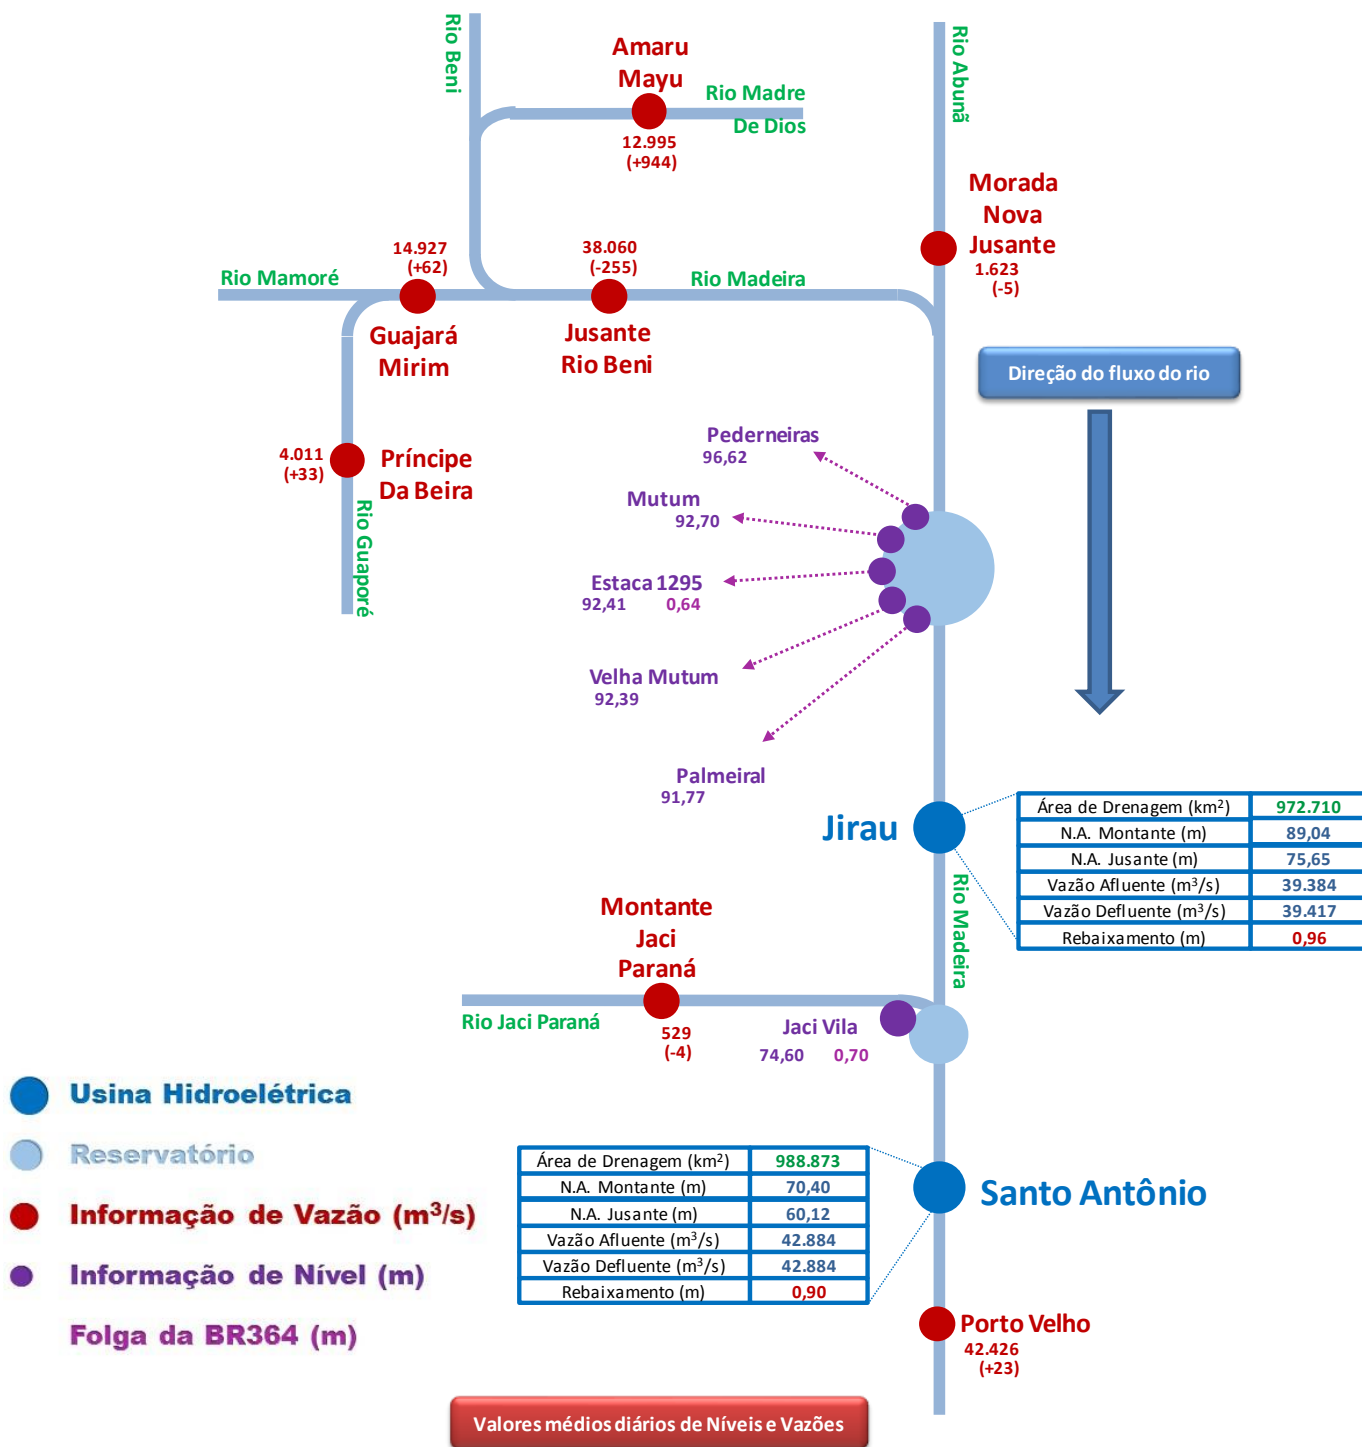 Rio Beni
Amaru
Mayu
Rio Madre
De Dios
12.995
(+944)
Rio Abunã
Morada
Nova
Jusante
1.623
(-5)
14.927
(+62)
38.060
(-255)
Rio Mamoré
Rio Madeira
Guajará
Mirim
Jusante
Rio Beni
Direção do fluxo do rio
4.011
(+33)
Príncipe
Da Beira
Rio Guaporé
Pederneiras
96,62
Mutum
92,70
Estaca 1295
92,41 0,64
Velha Mutum
92,39
Palmeiral
91,77
Jirau
Área de Drenagem (km²) 972.710
N.A. Montante (m) 89,04
N.A. Jusante (m) 75,65
Vazão Afluente (m³/s) 39.384
Vazão Defluente (m³/s) 39.417
Rebaixamento (m) 0,96
Rio Madeira
Montante
Jaci
Paraná
Rio Jaci Paraná
529
(-4)
Jaci Vila
74,60 0,70
Usina Hidroelétrica
Reservatório
Informação de Vazão (m³/s)
Informação de Nível (m)
Folga da BR364 (m)
Área de Drenagem (km²) 988.873
N.A. Montante (m) 70,40
N.A. Jusante (m) 60,12
Vazão Afluente (m³/s) 42.884
Vazão Defluente (m³/s) 42.884
Rebaixamento (m) 0,90
Santo Antônio
Porto Velho
42.426
(+23)
Valores médios diários de Níveis e Vazões